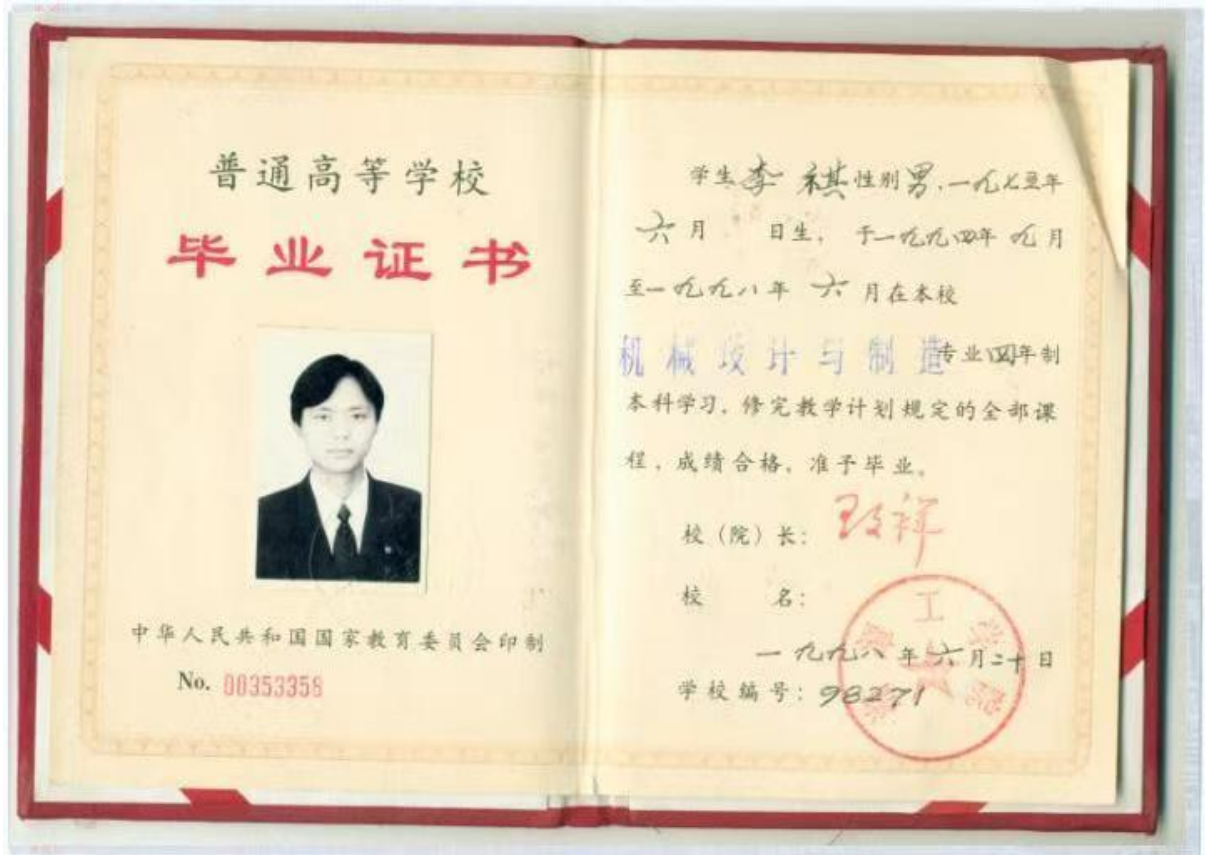 普通高等学校
毕业证书
中华人民共和国国家教育委员会印制
No. 00353358
学生李祺性别男,一九七五年
六月 日生,于一九九四年九月
至一九九八年六月在本校
机械设计与制造专业四年制
本科学习,修完教学计划规定的全部课
程,成绩合格,准予毕业。
校(院)长:
校 名:
工学院
一九九八年六月二十日
学校编号:98271